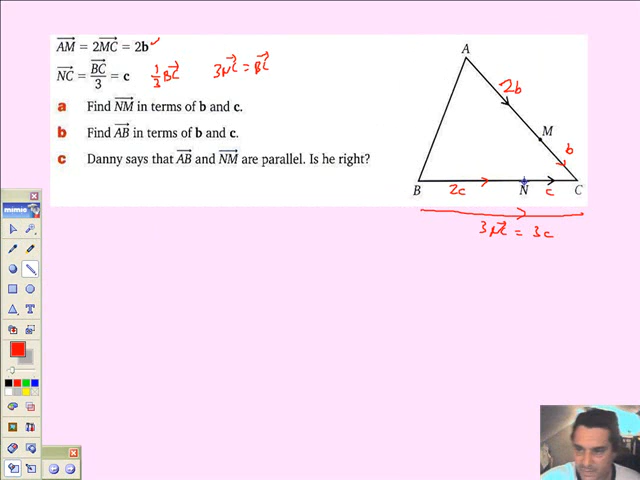 AM = 2MC = 2b ✓
NC = BC/3 = c 1/3 BC 3NC = BC
a Find NM in terms of b and c.
b Find AB in terms of b and c.
c Danny says that AB and NM are parallel. Is he right?
A
2b
M
b
B 2c N c C
3NC = 3c
mimio
T